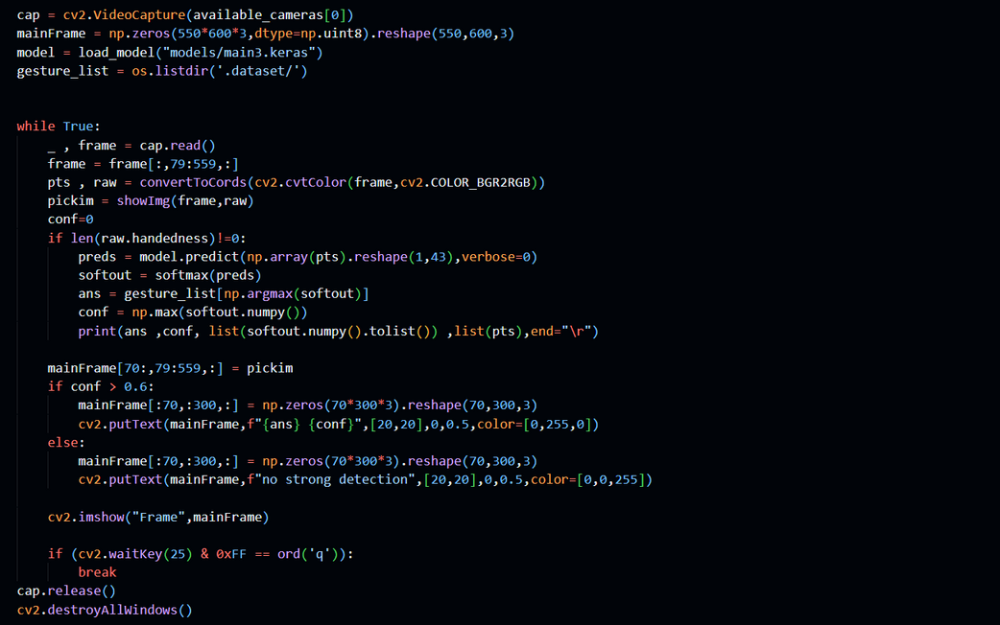 cap = cv2.VideoCapture(available_cameras[0])
mainFrame = np.zeros(550*600*3,dtype=np.uint8).reshape(550,600,3)
model = load_model("models/main3.keras")
gesture_list = os.listdir('.dataset/')
while True:
    _ , frame = cap.read()
    frame = frame[:,79:559,:]
    pts , raw = convertToCords(cv2.cvtColor(frame,cv2.COLOR_BGR2RGB))
    pickim = showImg(frame,raw)
    conf=0
    if len(raw.handedness)!=0:
        preds = model.predict(np.array(pts).reshape(1,43),verbose=0)
        softout = softmax(preds)
        ans = gesture_list[np.argmax(softout)]
        conf = np.max(softout.numpy())
        print(ans ,conf, list(softout.numpy().tolist()) ,list(pts),end="\r")
    mainFrame[70:,79:559,:] = pickim
    if conf > 0.6:
        mainFrame[:70,:300,:] = np.zeros(70*300*3).reshape(70,300,3)
        cv2.putText(mainFrame,f"{ans} {conf}",[20,20],0,0.5,color=[0,255,0])
    else:
        mainFrame[:70,:300,:] = np.zeros(70*300*3).reshape(70,300,3)
        cv2.putText(mainFrame,f"no strong detection",[20,20],0,0.5,color=[0,0,255])
    cv2.imshow("Frame",mainFrame)
    if (cv2.waitKey(25) & 0xFF == ord('q')):
        break
cap.release()
cv2.destroyAllWindows()